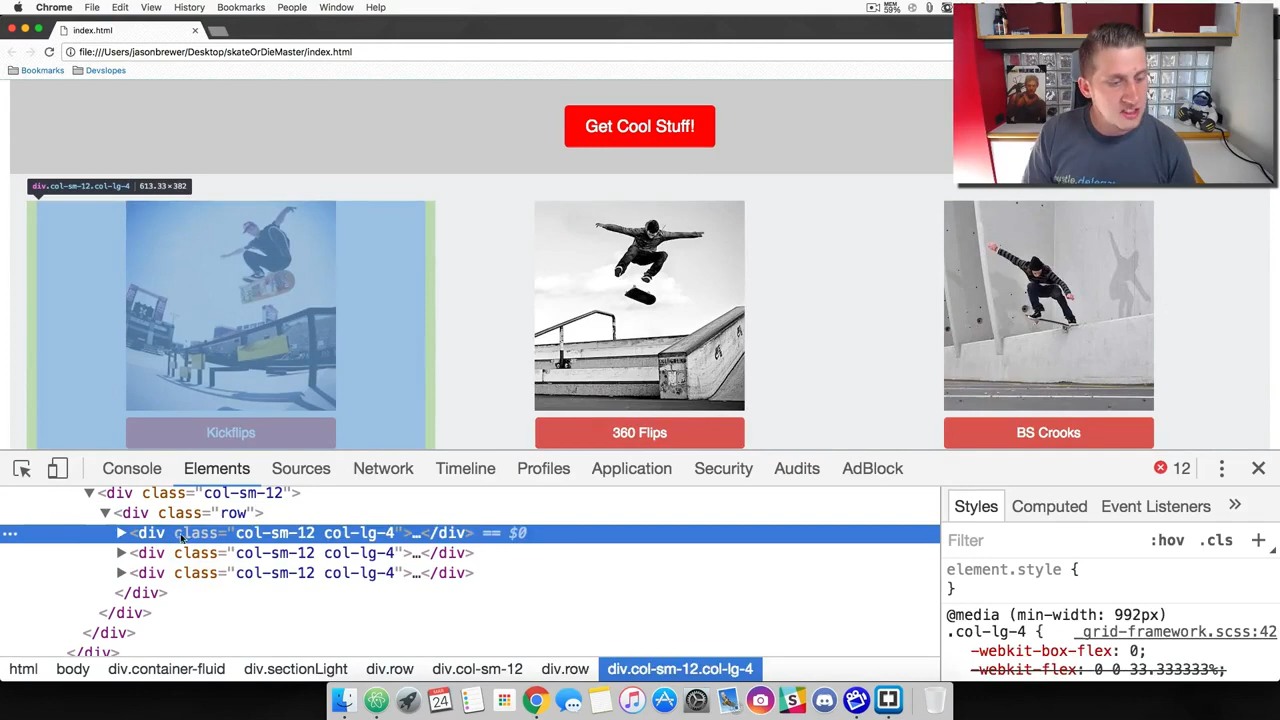 Chrome File Edit View History Bookmarks People Window Help
MEM
59%
index.html
file:///Users/jasonbrewer/Desktop/skateOrDieMaster/index.html
Bookmarks Devslopes
Get Cool Stuff!
div.col-sm-12.col-lg-4 | 613.33×382
Kickflips
360 Flips
BS Crooks
Console Elements Sources Network Timeline Profiles Application Security Audits AdBlock 12
▼<div class="col-sm-12">
▼<div class="row">
▶<div class="col-sm-12 col-lg-4">…</div> == $0
▶<div class="col-sm-12 col-lg-4">…</div>
▶<div class="col-sm-12 col-lg-4">…</div>
</div>
</div>
</div>
</div>
html body div.container-fluid div.sectionLight div.row div.col-sm-12 div.row div.col-sm-12.col-lg-4
Styles Computed Event Listeners »
Filter :hov .cls +
element.style {
}
@media (min-width: 992px)
.col-lg-4 { _grid-framework.scss:42
-webkit-box-flex: 0;
-webkit-flex: 0 0 33.333333%;
24